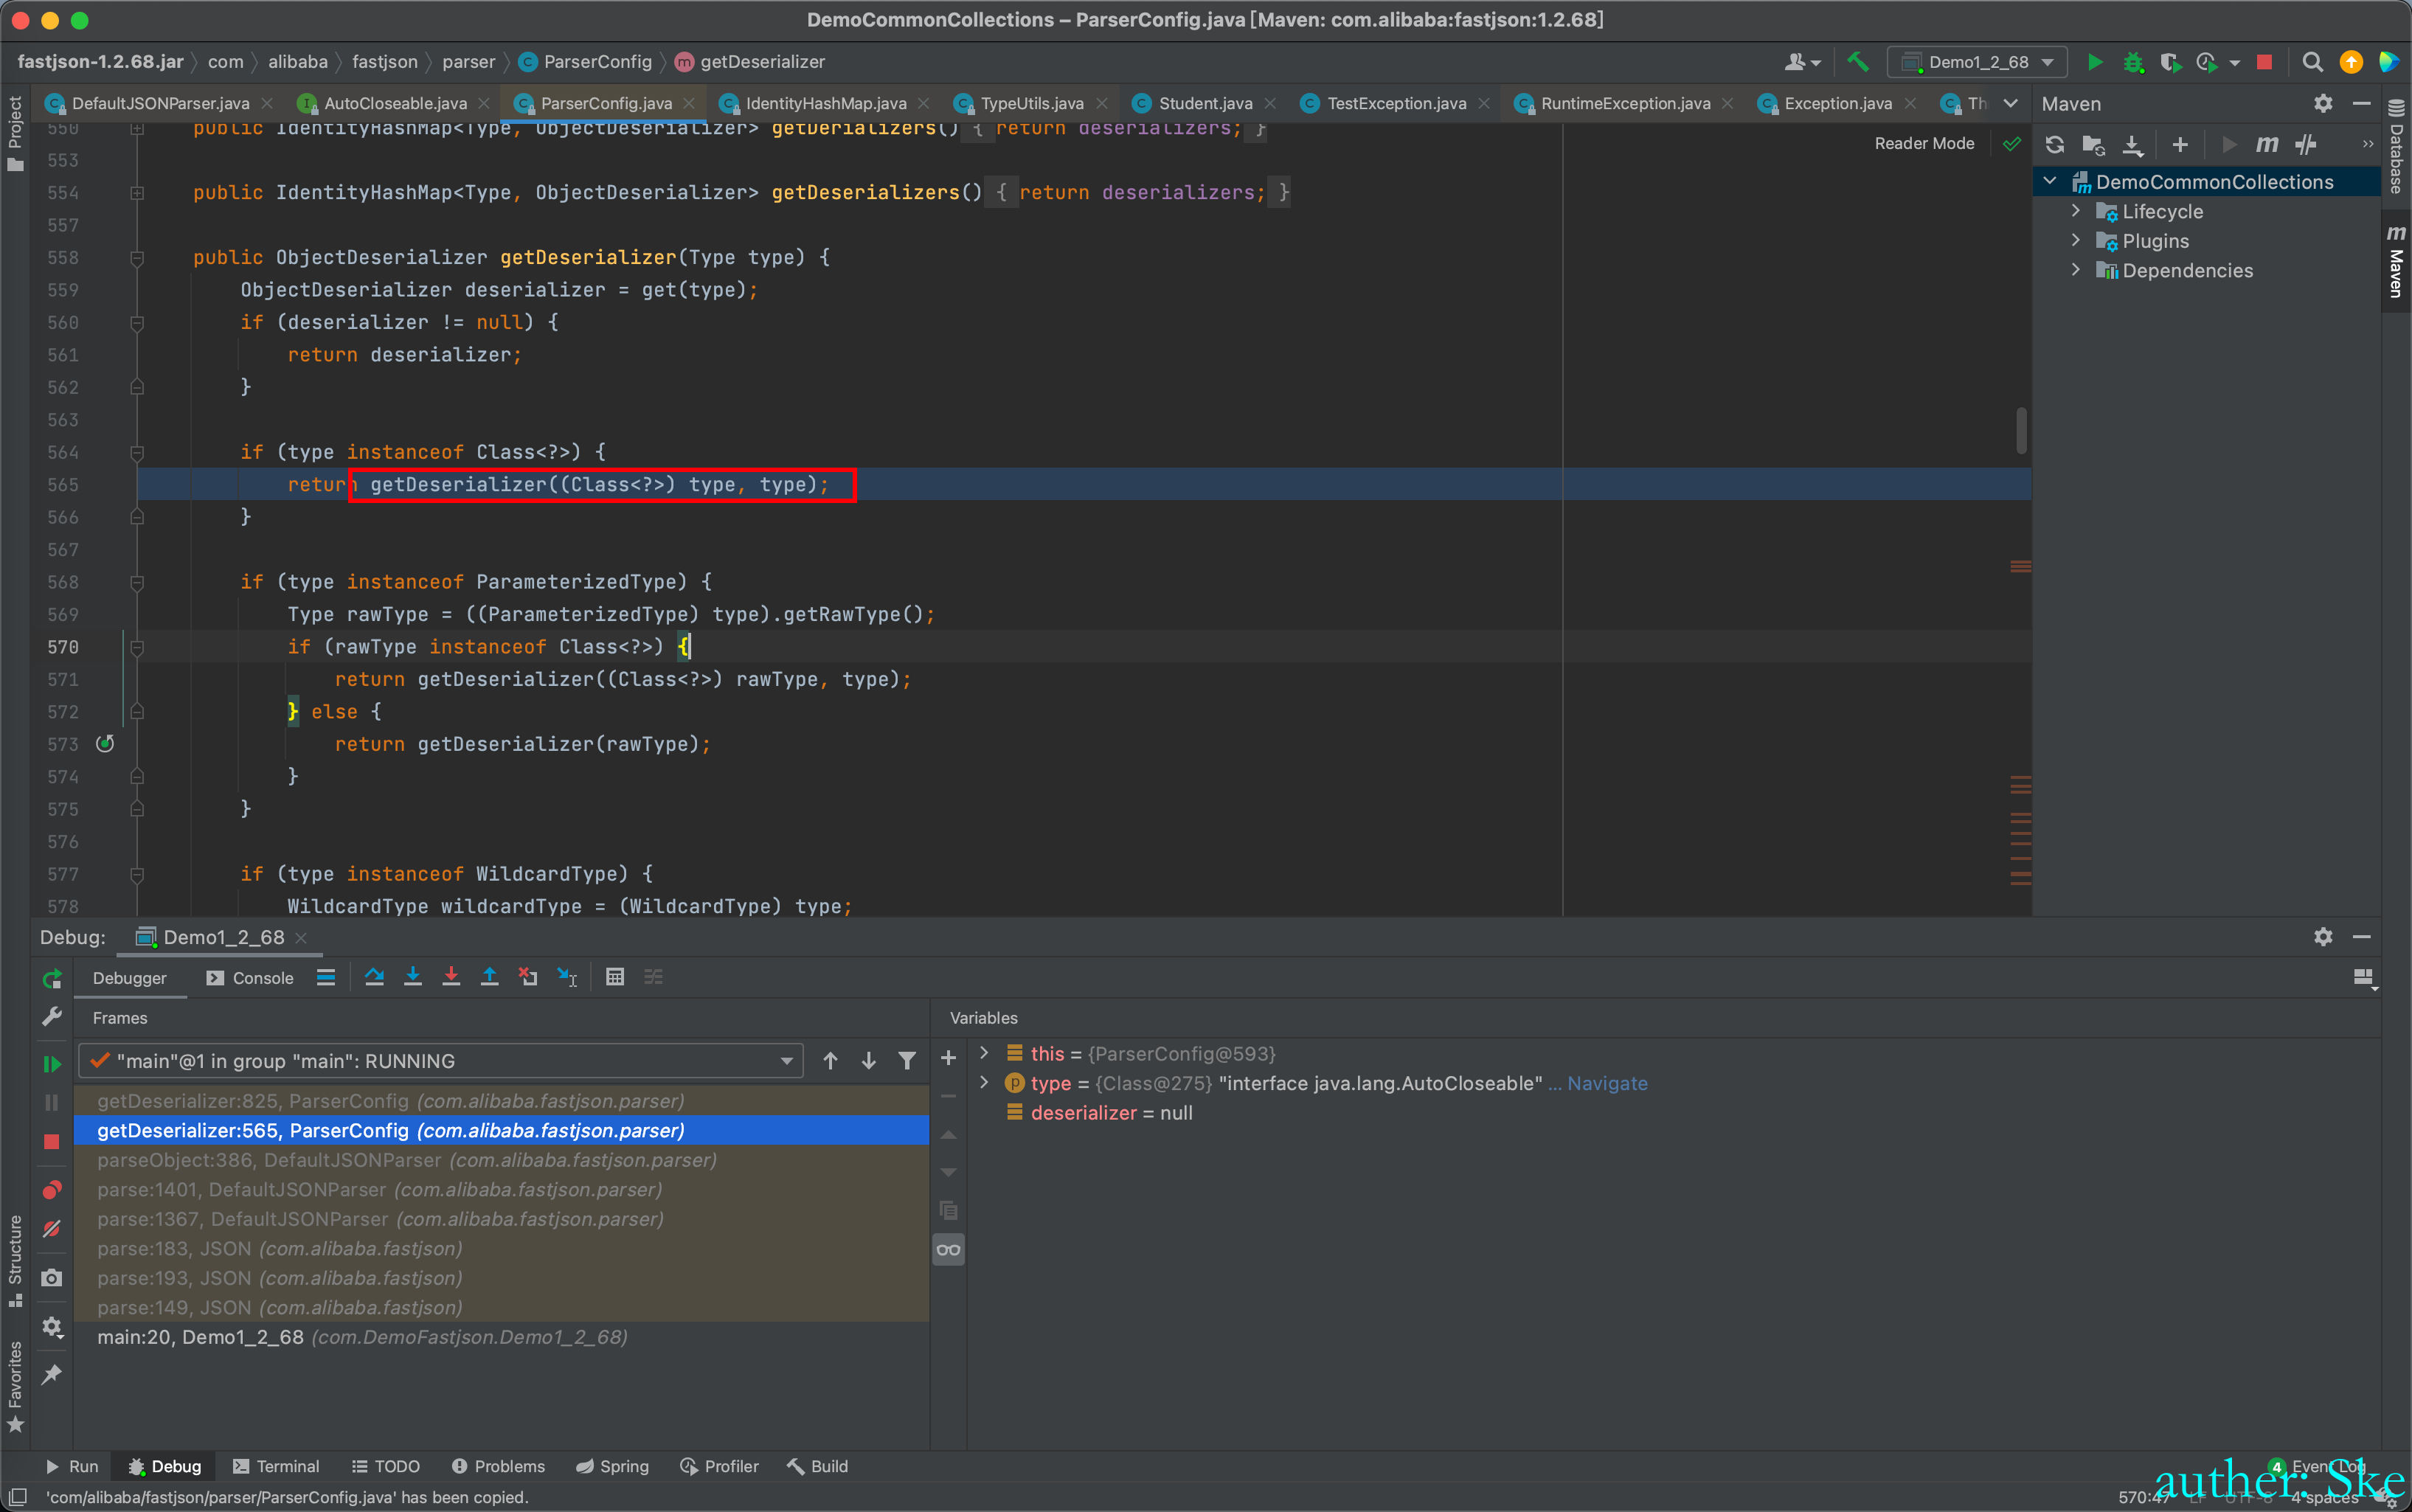 DemoCommonCollections – ParserConfig.java [Maven: com.alibaba:fastjson:1.2.68]
fastjson-1.2.68.jar com alibaba fastjson parser ParserConfig getDeserializer Demo1_2_68
DefaultJSONParser.java AutoCloseable.java ParserConfig.java IdentityHashMap.java TypeUtils.java Student.java TestException.java RuntimeException.java Exception.java Th Maven
Project
Database
Maven
550 public IdentityHashMap<Type, ObjectDeserializer> getDerializers() { return deserializers; }
Reader Mode
553
554 public IdentityHashMap<Type, ObjectDeserializer> getDeserializers() { return deserializers; }
557
558 public ObjectDeserializer getDeserializer(Type type) {
559 ObjectDeserializer deserializer = get(type);
560 if (deserializer != null) {
561 return deserializer;
562 }
563
564 if (type instanceof Class<?>) {
565 return getDeserializer((Class<?>) type, type);
566 }
567
568 if (type instanceof ParameterizedType) {
569 Type rawType = ((ParameterizedType) type).getRawType();
570 if (rawType instanceof Class<?>) {
571 return getDeserializer((Class<?>) rawType, type);
572 } else {
573 return getDeserializer(rawType);
574 }
575 }
576
577 if (type instanceof WildcardType) {
578 WildcardType wildcardType = (WildcardType) type;
DemoCommonCollections
Lifecycle
Plugins
Dependencies
Debug: Demo1_2_68
Debugger Console
Frames
"main"@1 in group "main": RUNNING
getDeserializer:825, ParserConfig (com.alibaba.fastjson.parser)
getDeserializer:565, ParserConfig (com.alibaba.fastjson.parser)
parseObject:386, DefaultJSONParser (com.alibaba.fastjson.parser)
parse:1401, DefaultJSONParser (com.alibaba.fastjson.parser)
parse:1367, DefaultJSONParser (com.alibaba.fastjson.parser)
parse:183, JSON (com.alibaba.fastjson)
parse:193, JSON (com.alibaba.fastjson)
parse:149, JSON (com.alibaba.fastjson)
main:20, Demo1_2_68 (com.DemoFastjson.Demo1_2_68)
Variables
this = {ParserConfig@593}
type = {Class@275} "interface java.lang.AutoCloseable" ... Navigate
deserializer = null
Structure
Favorites
Run Debug Terminal TODO Problems Spring Profiler Build 4 Event Log
'com/alibaba/fastjson/parser/ParserConfig.java' has been copied. 570:47 LF UTF-8 4 spaces
auther: Ske